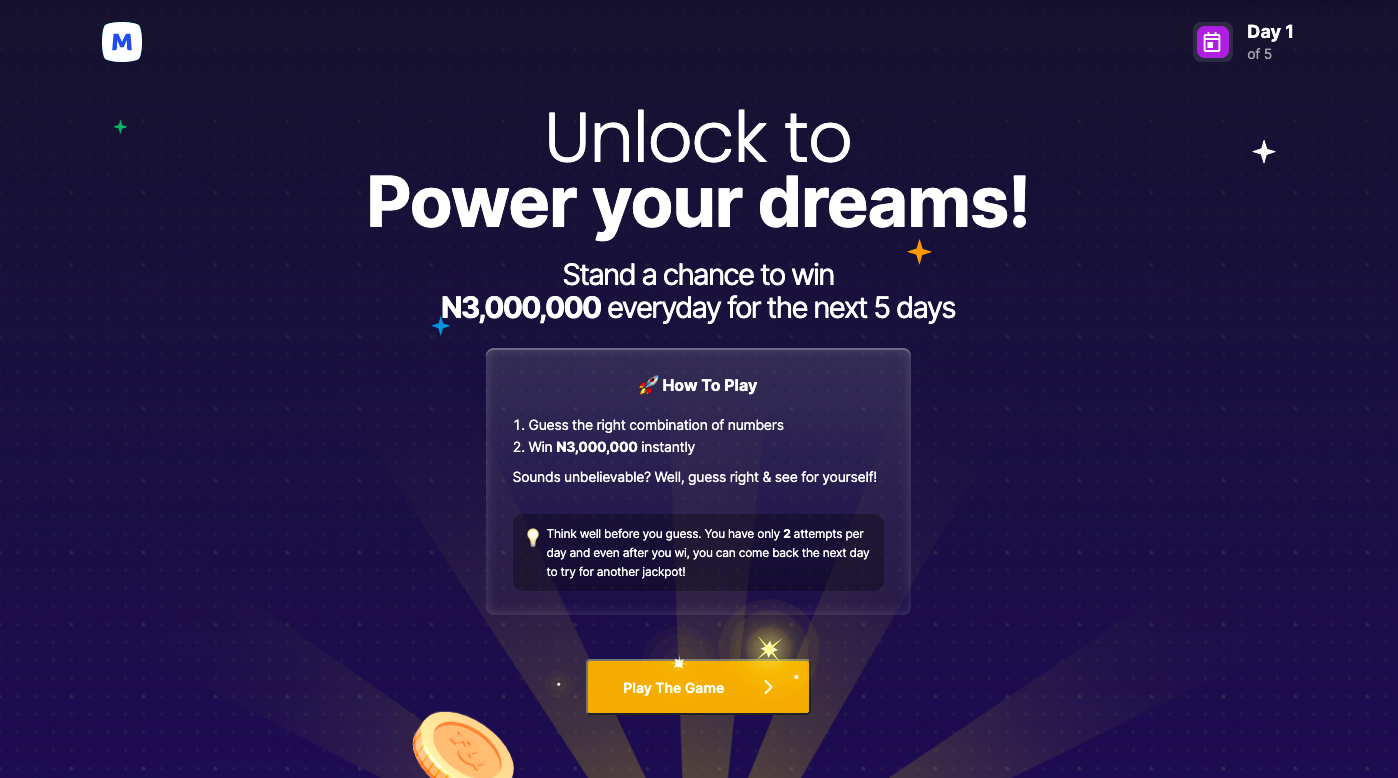 M
Day 1
of 5
Unlock to
Power your dreams!
Stand a chance to win
N3,000,000 everyday for the next 5 days
🚀 How To Play
1. Guess the right combination of numbers
2. Win N3,000,000 instantly
Sounds unbelievable? Well, guess right & see for yourself!
Think well before you guess. You have only 2 attempts per
day and even after you wi, you can come back the next day
to try for another jackpot!
Play The Game